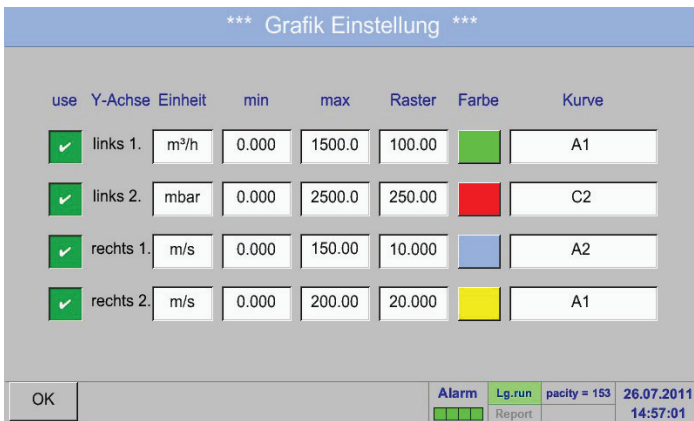 *** Grafik Einstellung ***
use Y-Achse Einheit min max Raster Farbe Kurve
links 1. m³/h 0.000 1500.0 100.00 A1
links 2. mbar 0.000 2500.0 250.00 C2
rechts 1. m/s 0.000 150.00 10.000 A2
rechts 2. m/s 0.000 200.00 20.000 A1
OK
Alarm Lg.run pacity = 153 26.07.2011
Report 14:57:01